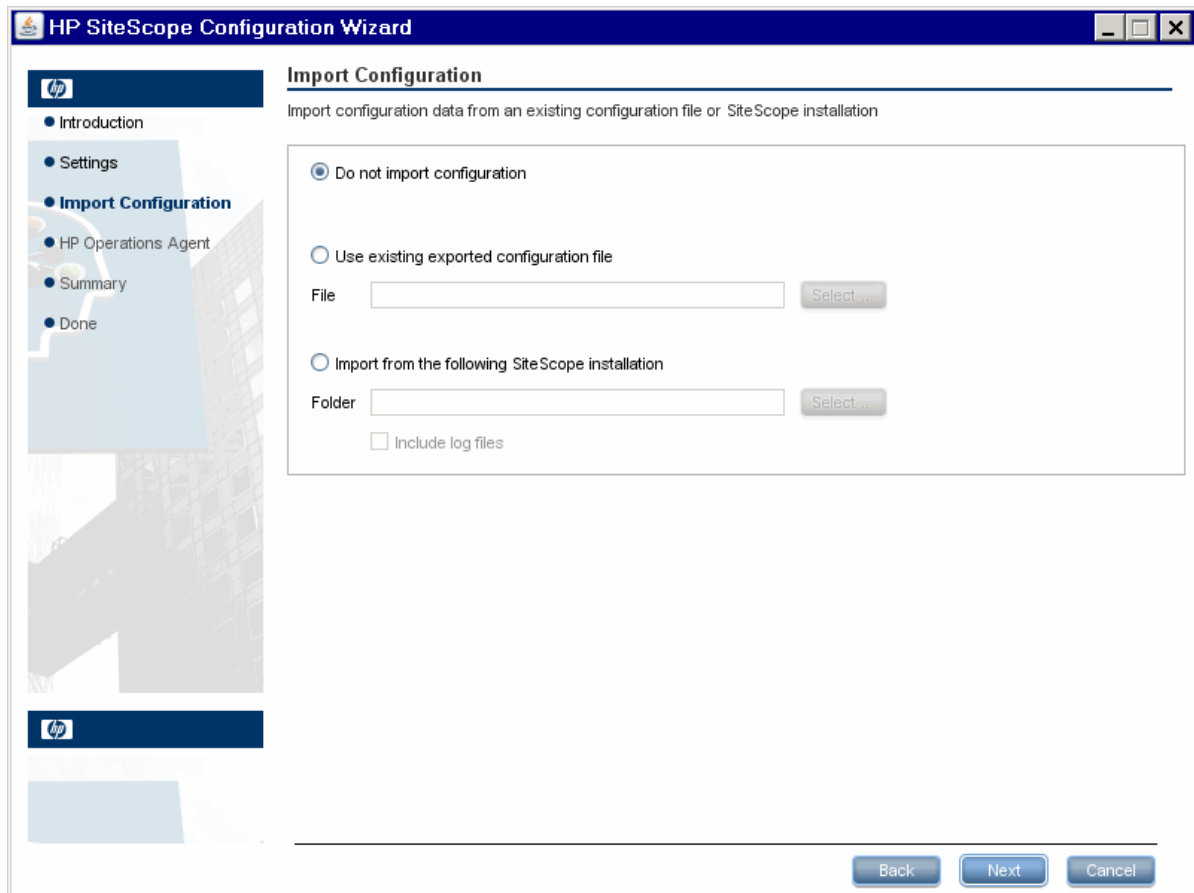 HP SiteScope Configuration Wizard
hp
Introduction
Settings
Import Configuration
HP Operations Agent
Summary
Done
hp
Import Configuration
Import configuration data from an existing configuration file or SiteScope installation
Do not import configuration
Use existing exported configuration file
File Select ...
Import from the following SiteScope installation
Folder Select ...
Include log files
Back Next Cancel